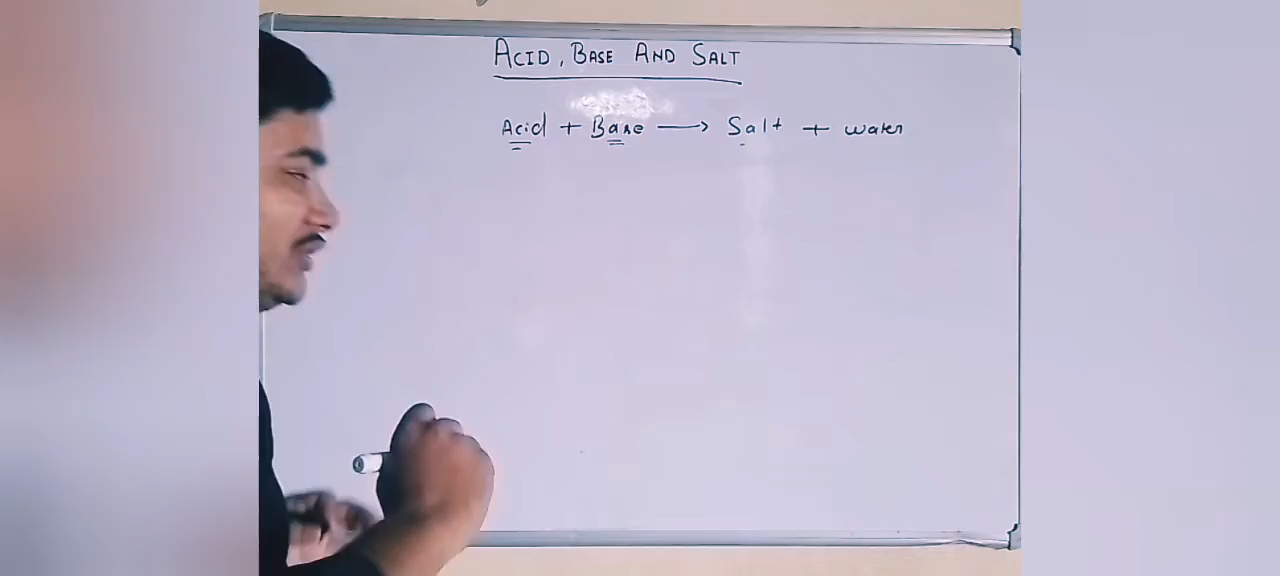 ACID, BASE AND SALT
Acid + Base → Salt + water